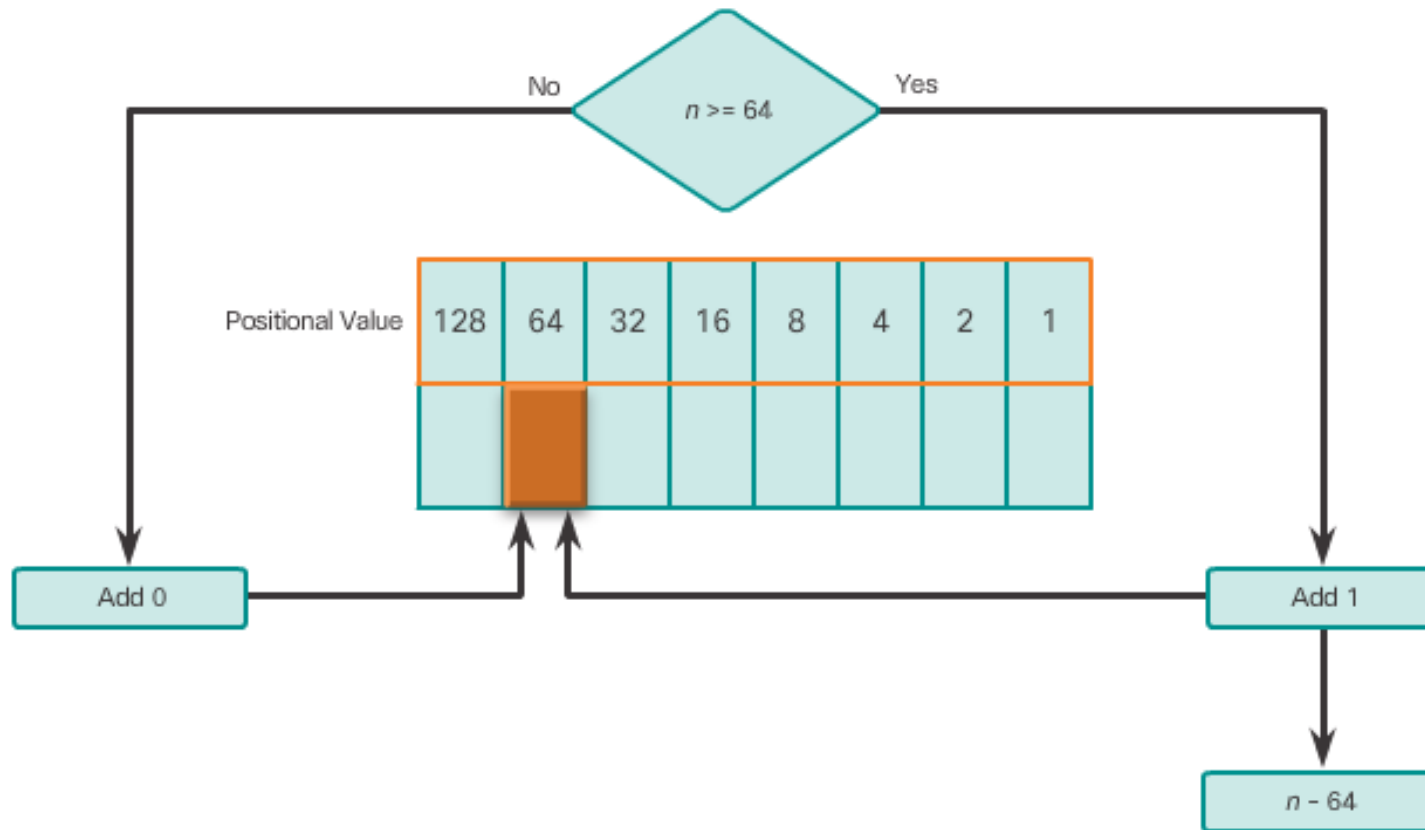 No
Yes
n >= 64
Positional Value 128 64 32 16 8 4 2 1
Add 0
Add 1
n - 64